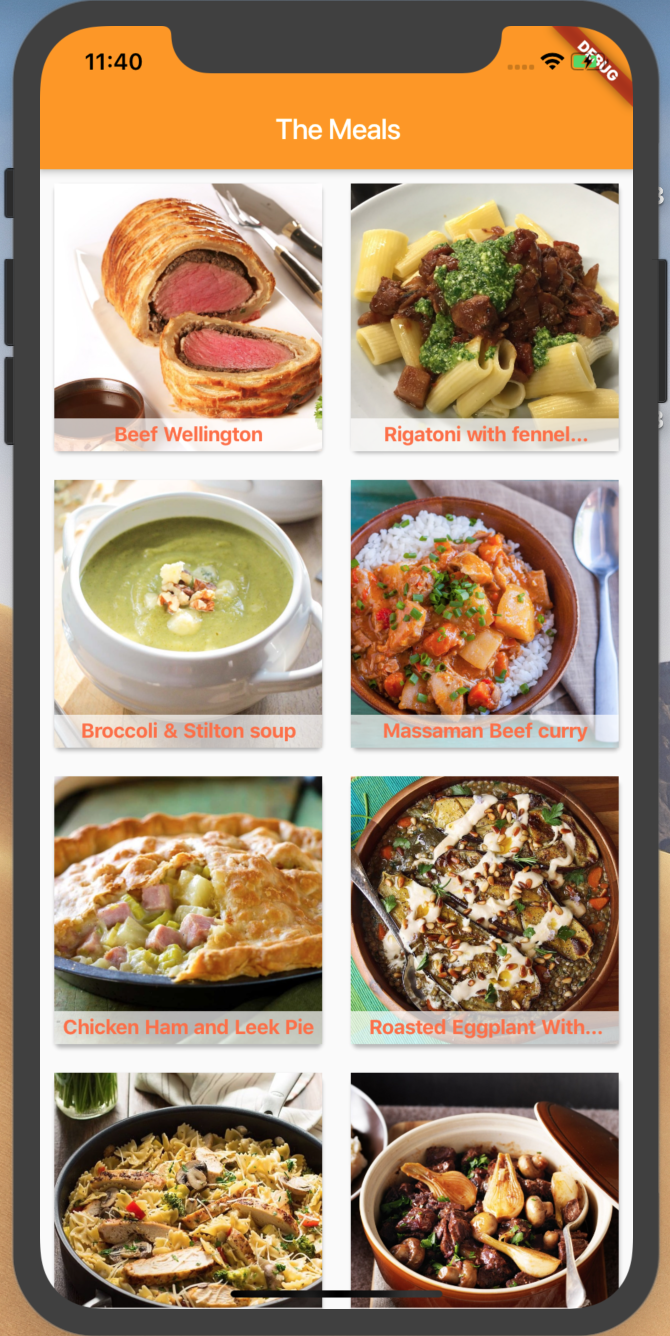 11:40
DEBUG
The Meals
Beef Wellington
Rigatoni with fennel...
Broccoli & Stilton soup
Massaman Beef curry
Chicken Ham and Leek Pie
Roasted Eggplant With...